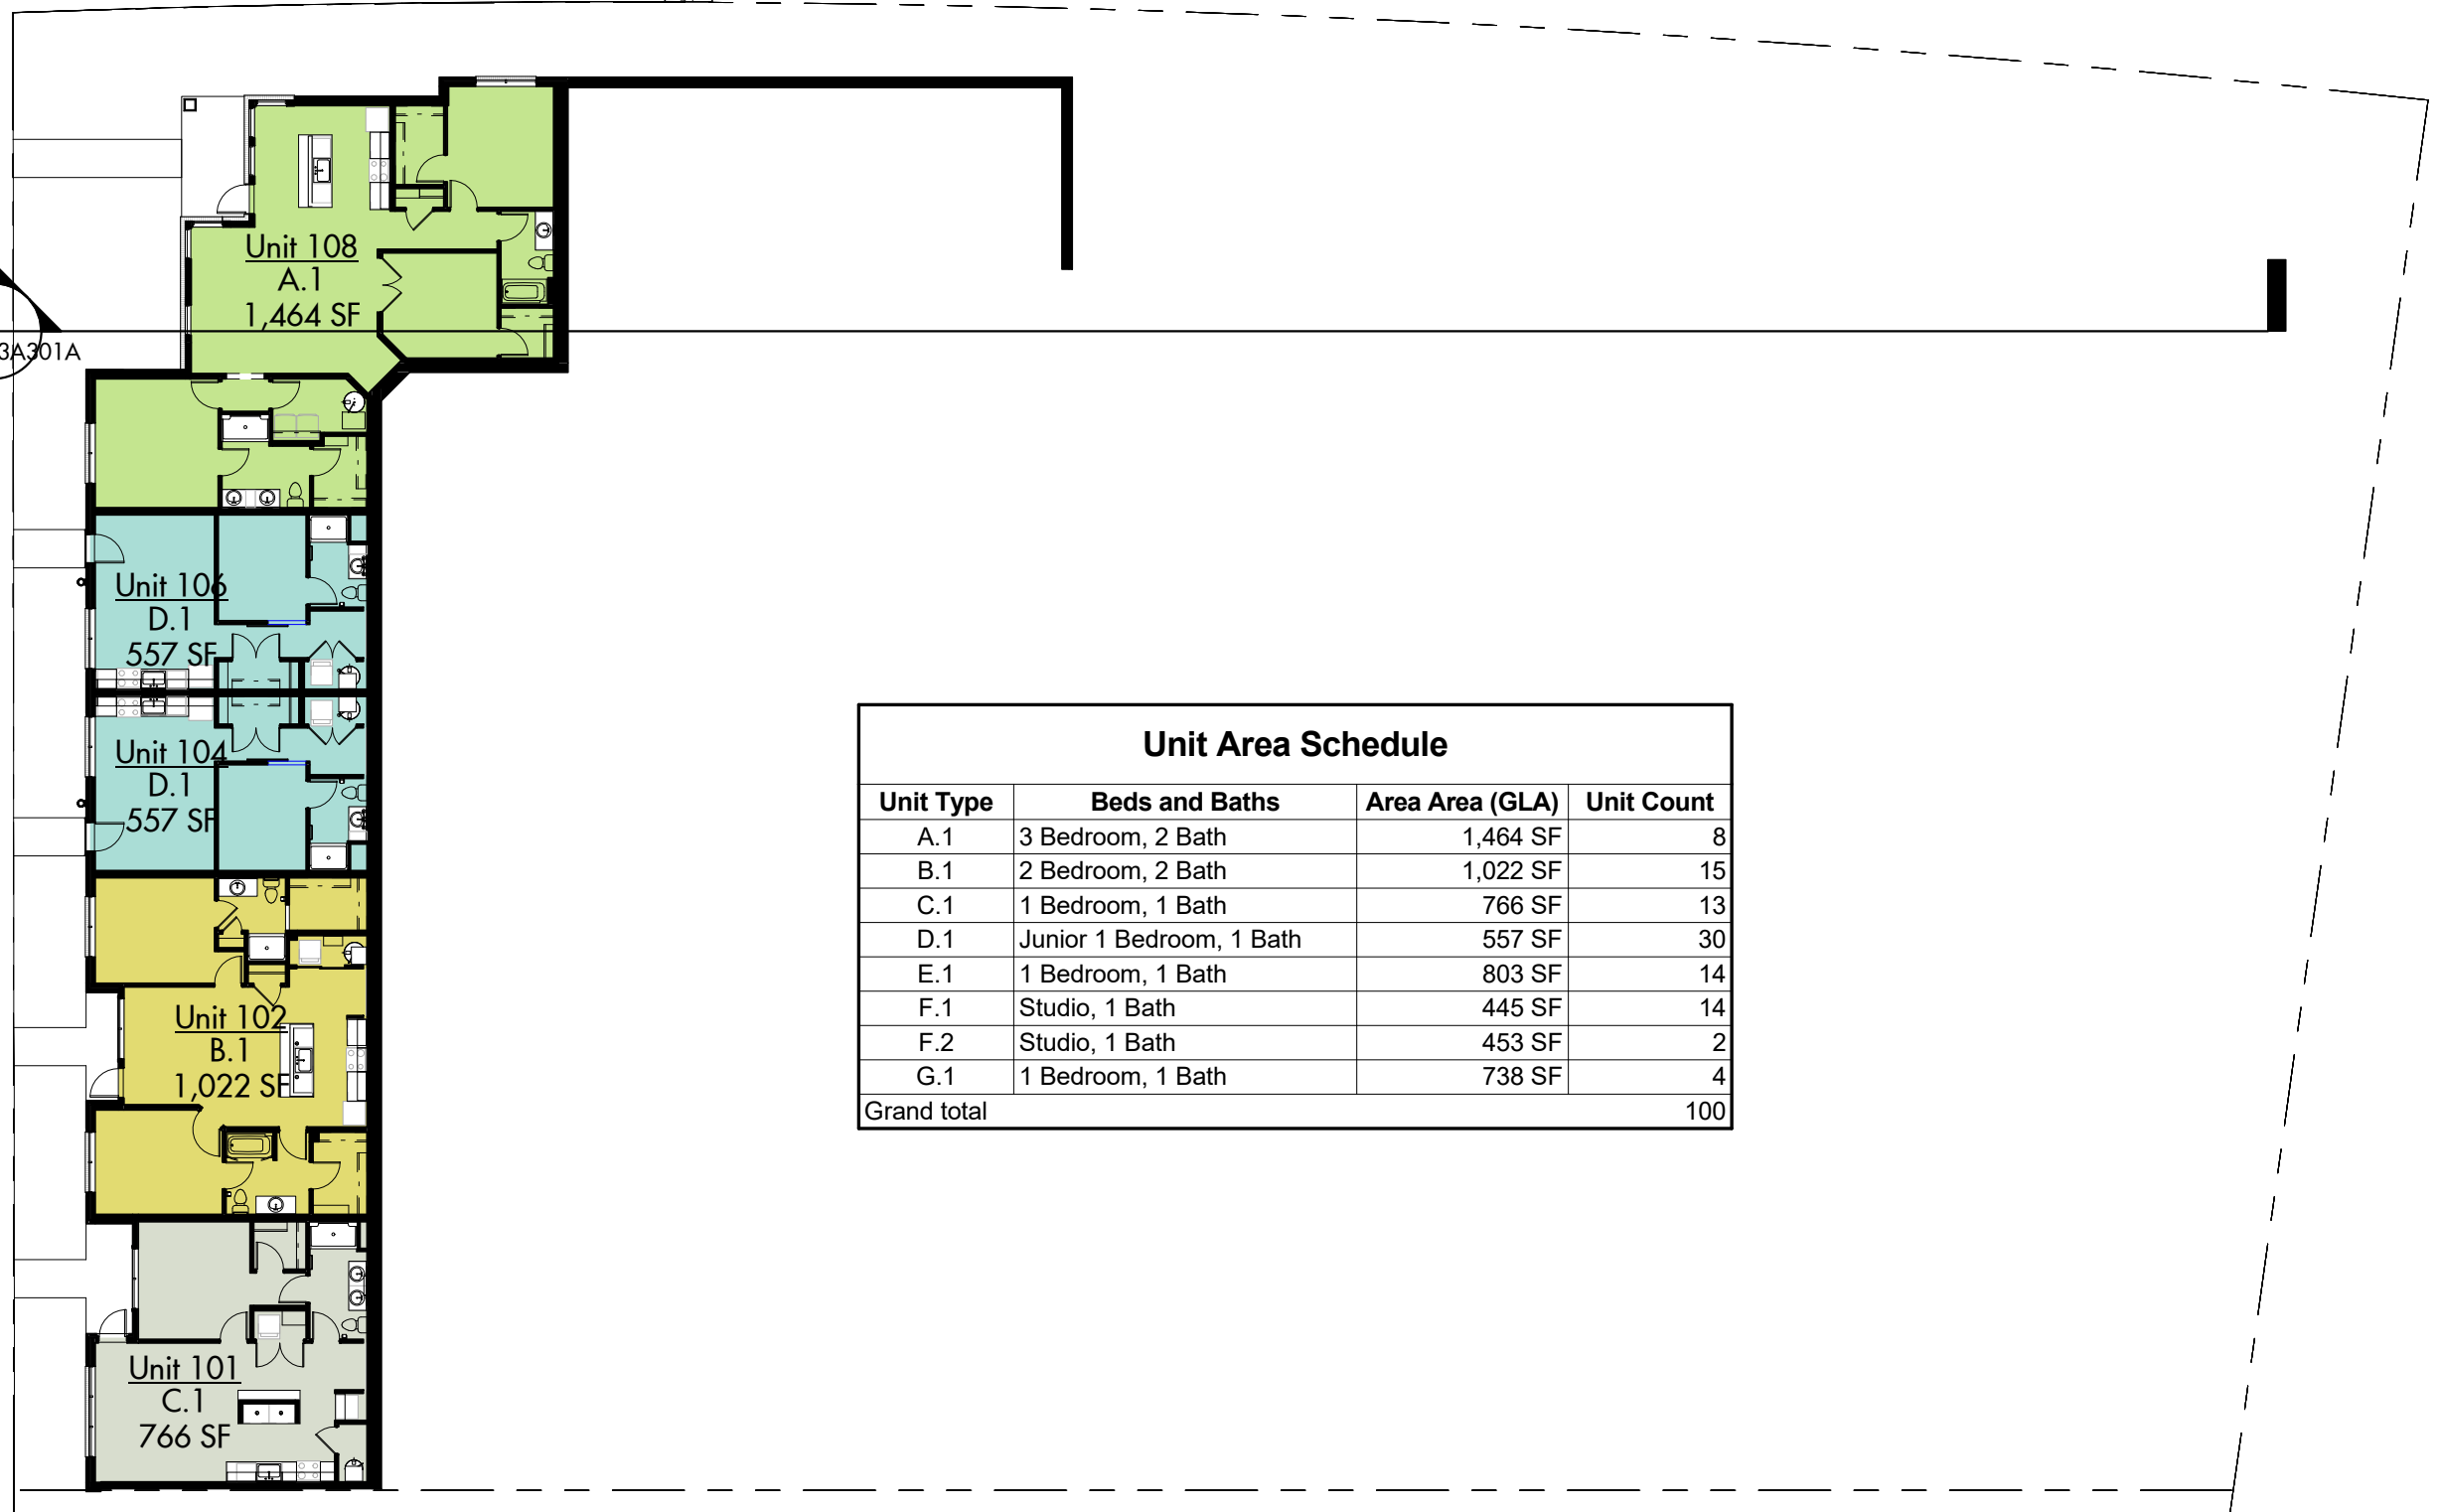 Unit 108
A.1
1,464 SF
3A301A
Unit 106
D.1
557 SF
Unit 104
D.1
557 SF
Unit 102
B.1
1,022 SF
Unit 101
C.1
766 SF
Unit Area Schedule
Unit Type Beds and Baths Area Area (GLA) Unit Count
A.1 3 Bedroom, 2 Bath 1,464 SF 8
B.1 2 Bedroom, 2 Bath 1,022 SF 15
C.1 1 Bedroom, 1 Bath 766 SF 13
D.1 Junior 1 Bedroom, 1 Bath 557 SF 30
E.1 1 Bedroom, 1 Bath 803 SF 14
F.1 Studio, 1 Bath 445 SF 14
F.2 Studio, 1 Bath 453 SF 2
G.1 1 Bedroom, 1 Bath 738 SF 4
Grand total 100